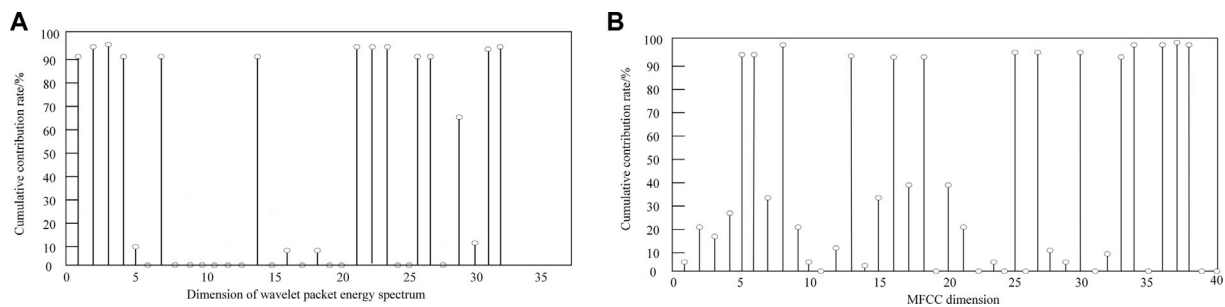 A
Cumulative contribution rate/%
100
90
80
70
60
50
40
30
20
10
0
0 5 10 15 20 25 30 35
Dimension of wavelet packet energy spectrum
B
Cumulative contribution rate/%
100
90
80
70
60
50
40
30
20
10
0
0 5 10 15 20 25 30 35 40
MFCC dimension